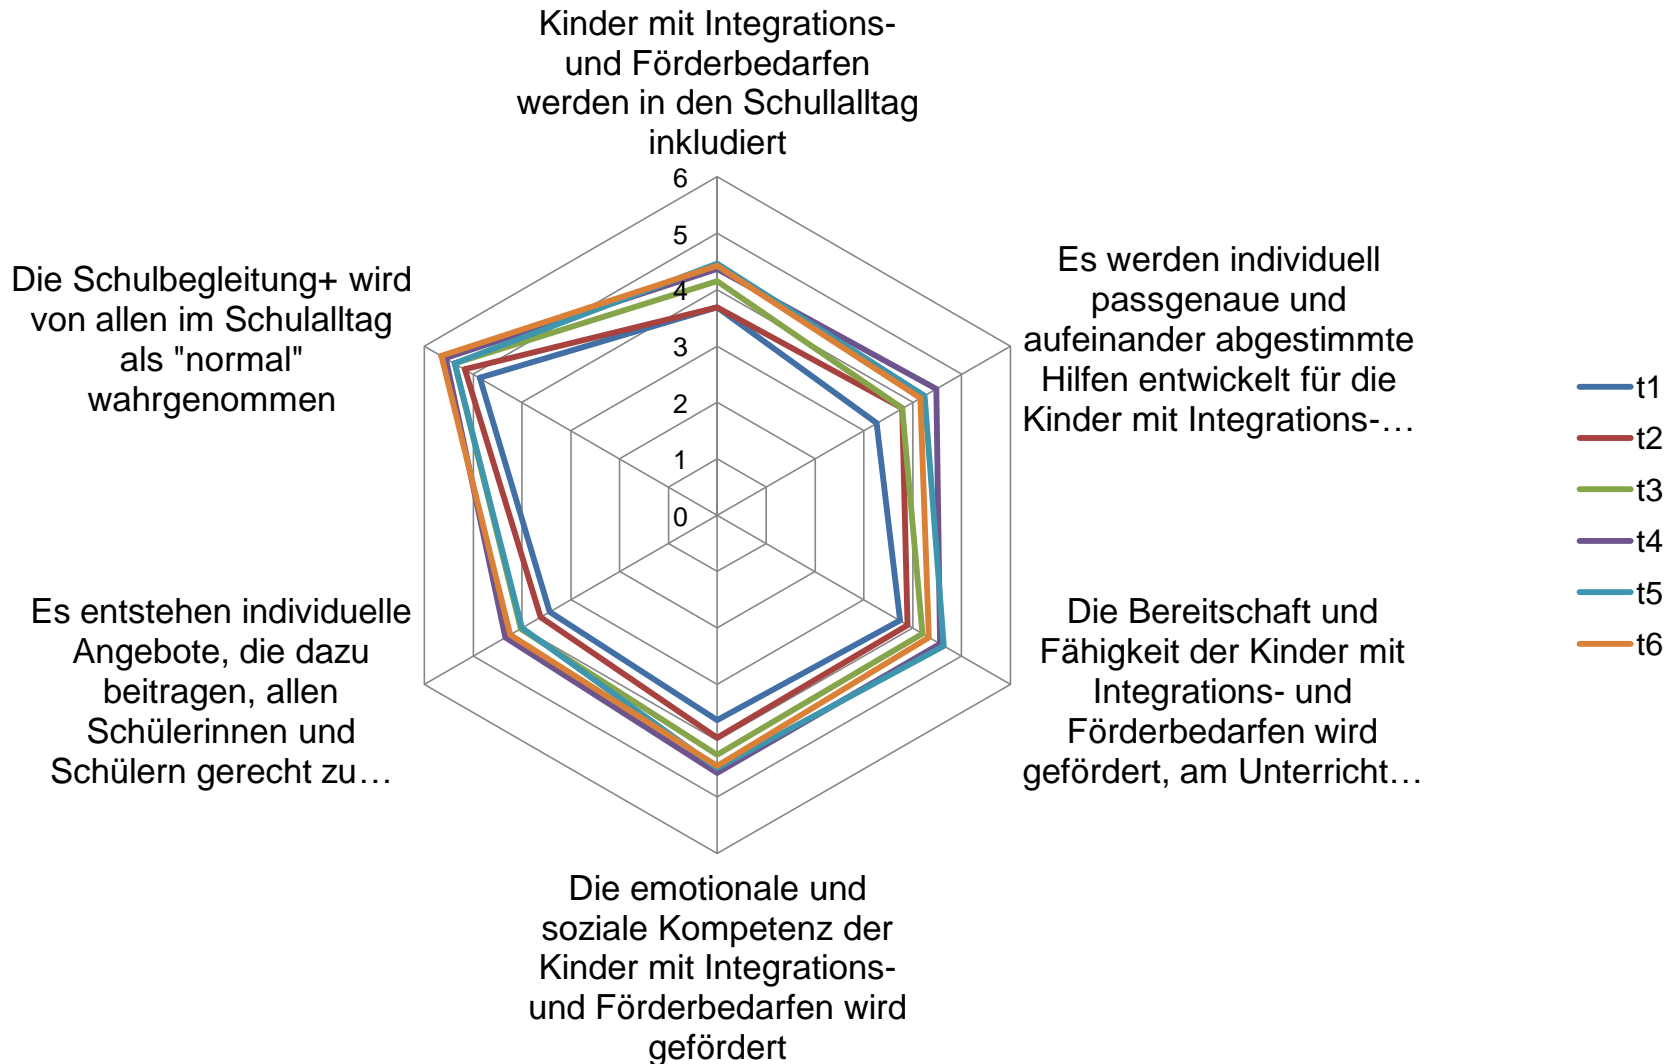 Kinder mit Integrations-
und Förderbedarfen
werden in den Schullalltag
inkludiert
6
5
4
3
2
1
0
Es werden individuell
passgenaue und
aufeinander abgestimmte
Hilfen entwickelt für die
Kinder mit Integrations-…
Die Bereitschaft und
Fähigkeit der Kinder mit
Integrations- und
Förderbedarfen wird
gefördert, am Unterricht…
Die emotionale und
soziale Kompetenz der
Kinder mit Integrations-
und Förderbedarfen wird
gefördert
Es entstehen individuelle
Angebote, die dazu
beitragen, allen
Schülerinnen und
Schülern gerecht zu…
Die Schulbegleitung+ wird
von allen im Schulalltag
als "normal"
wahrgenommen
t1
t2
t3
t4
t5
t6